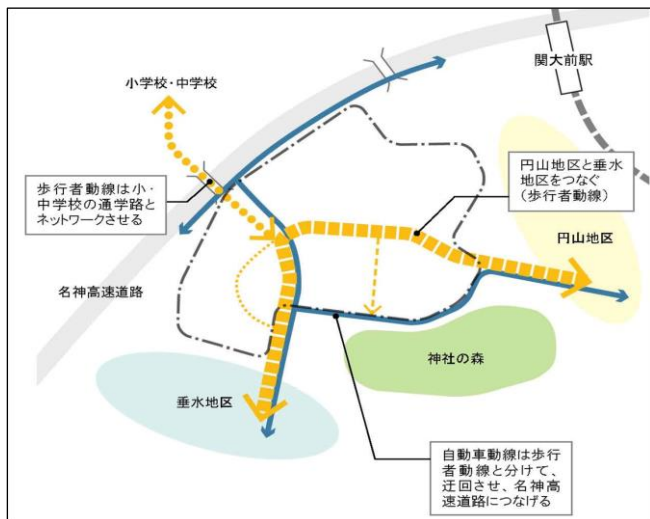 関大前駅
小学校・中学校
歩行者動線は小・
中学校の通学路と
ネットワークさせる
円山地区と垂水
地区をつなぐ
(歩行者動線)
円山地区
名神高速道路
神社の森
垂水地区
自動車動線は歩行
者動線と分けて、
迂回させ、名神高
速道路につなげる